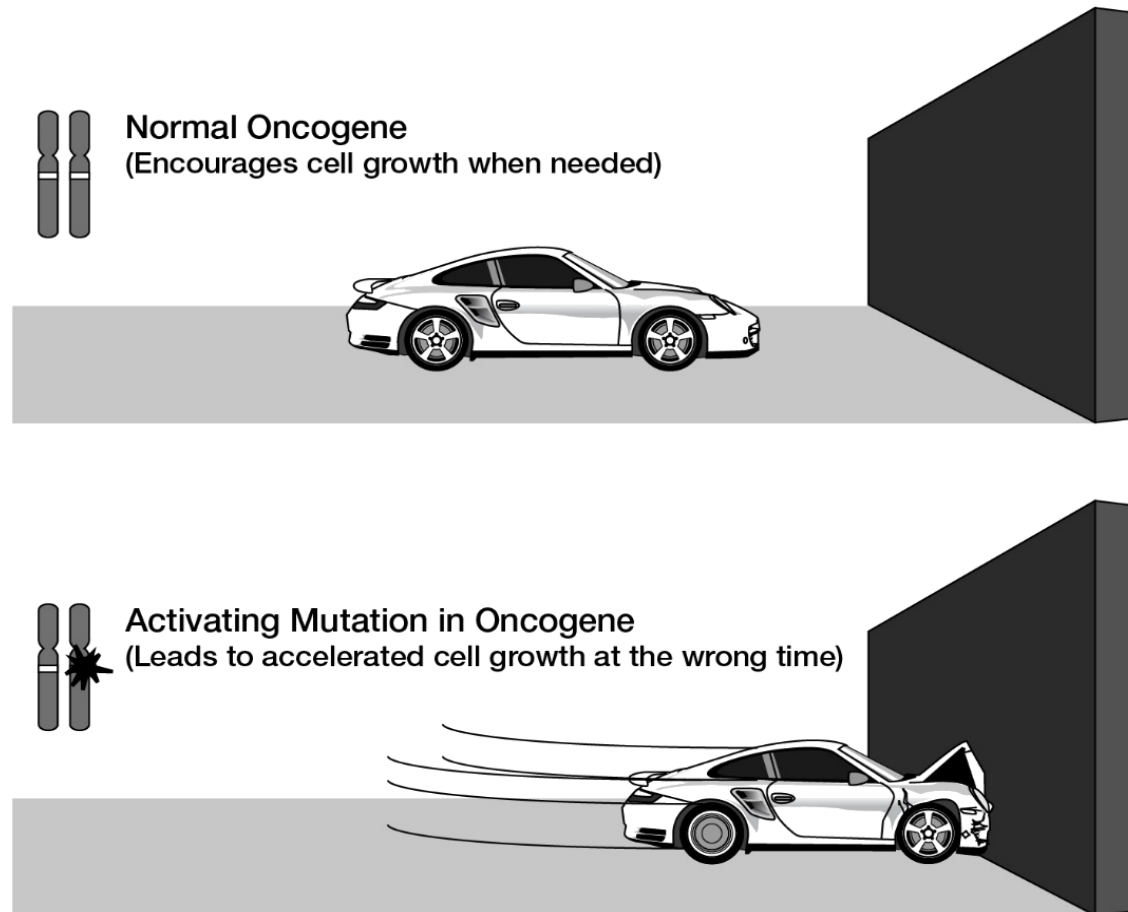 Normal Oncogene
(Encourages cell growth when needed)
Activating Mutation in Oncogene
(Leads to accelerated cell growth at the wrong time)